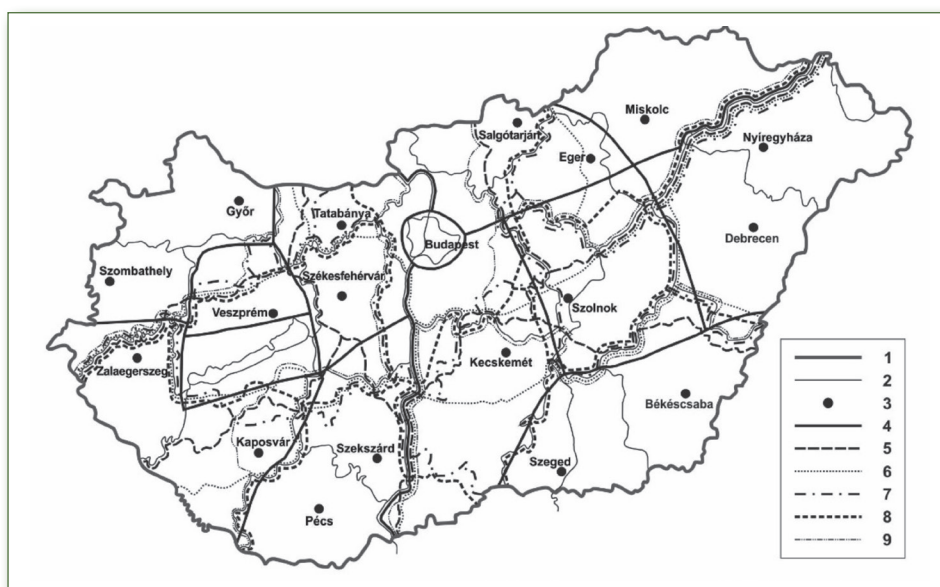 Miskolc
Salgótarján
Nyíregyháza
Eger
Győr
Tatabánya
Budapest
Debrecen
Szombathely
Székesfehérvár
Szolnok
Veszprém
Kecskemét
Zalaegerszeg
Békéscsaba
Kaposvár
Szekszárd
Szeged
Pécs
1
2
3
4
5
6
7
8
9